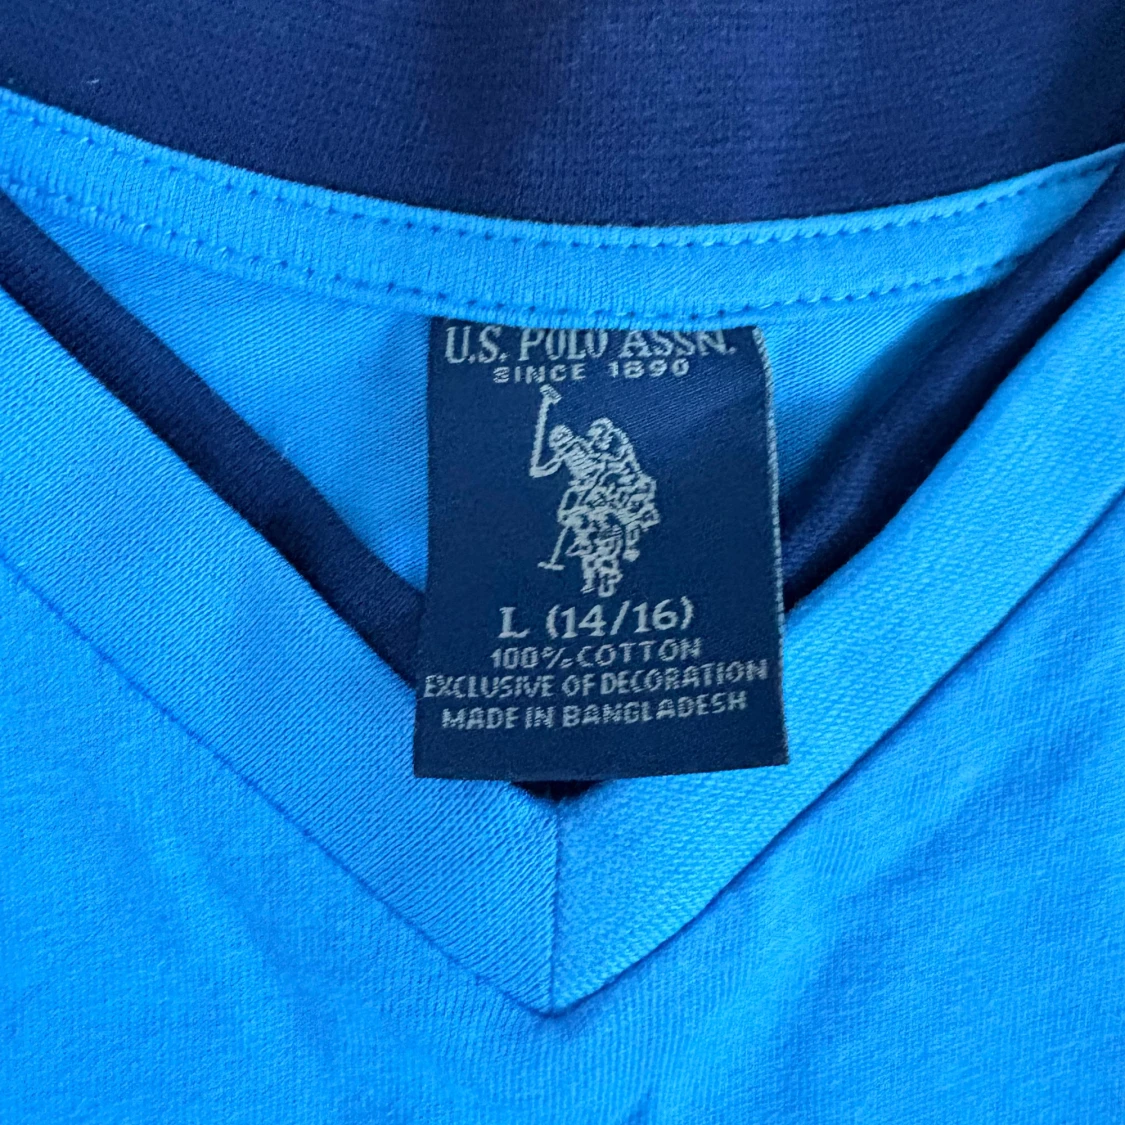 U.S. POLO ASSN.
SINCE 1890
L (14/16)
100% COTTON
EXCLUSIVE OF DECORATION
MADE IN BANGLADESH